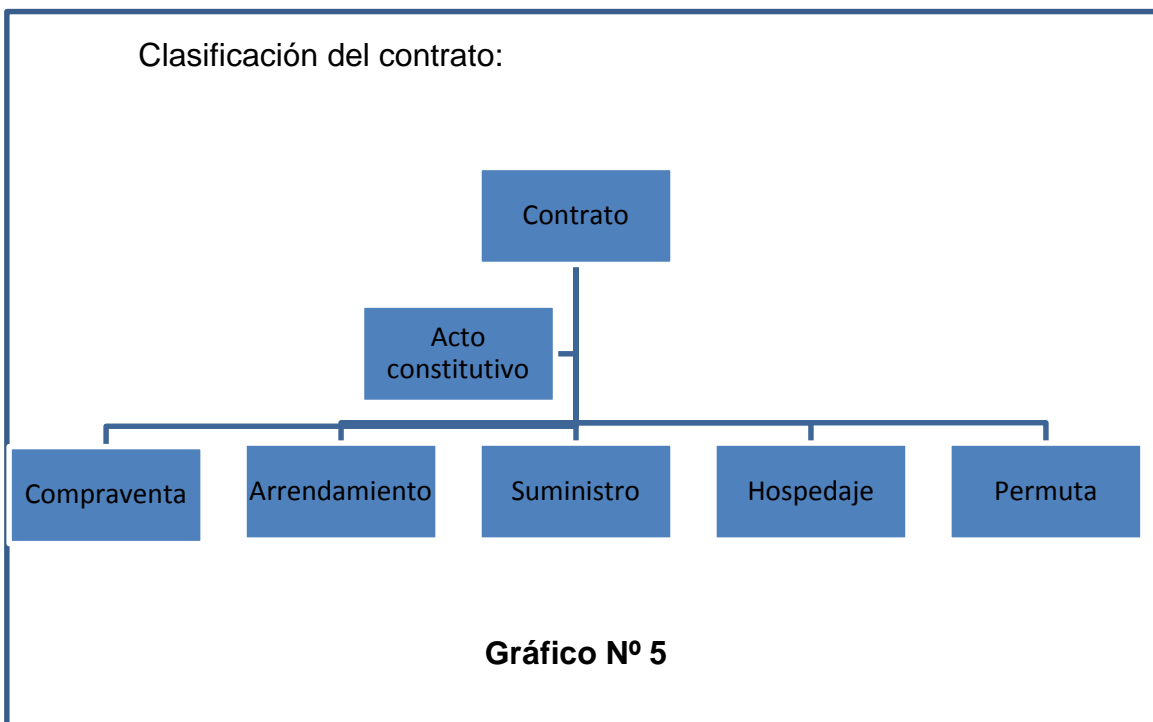 Clasificación del contrato:
Contrato
Acto
constitutivo
Compraventa
Arrendamiento
Suministro
Hospedaje
Permuta
Gráfico Nº 5